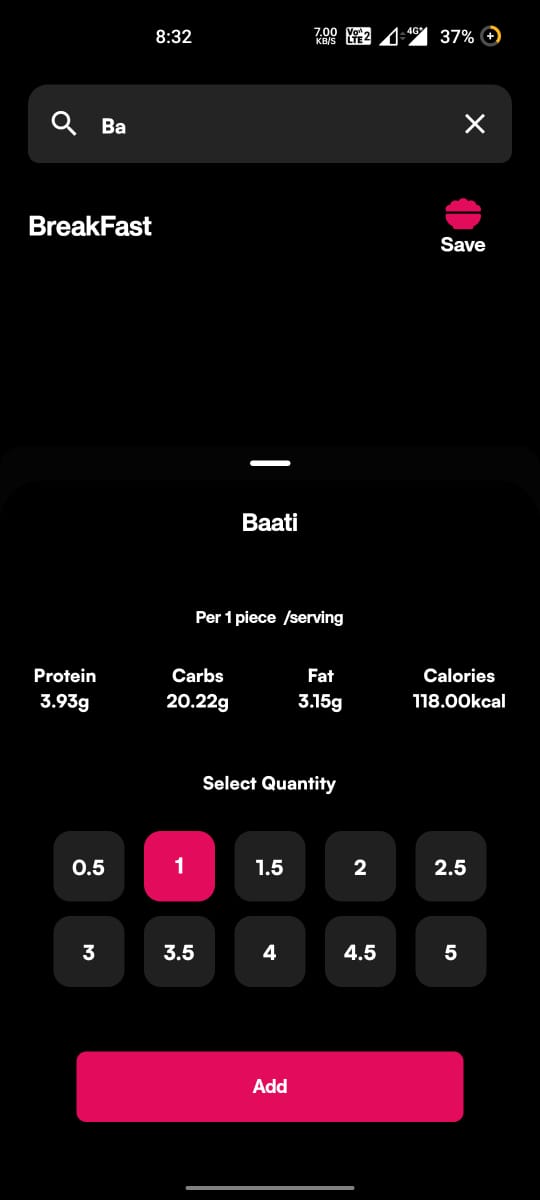 8:32 7.00 KB/S VoLTE 2 4G+ 37%
Ba
BreakFast
Save
Baati
Per 1 piece /serving
Protein Carbs Fat Calories
3.93g 20.22g 3.15g 118.00kcal
Select Quantity
0.5 1 1.5 2 2.5
3 3.5 4 4.5 5
Add